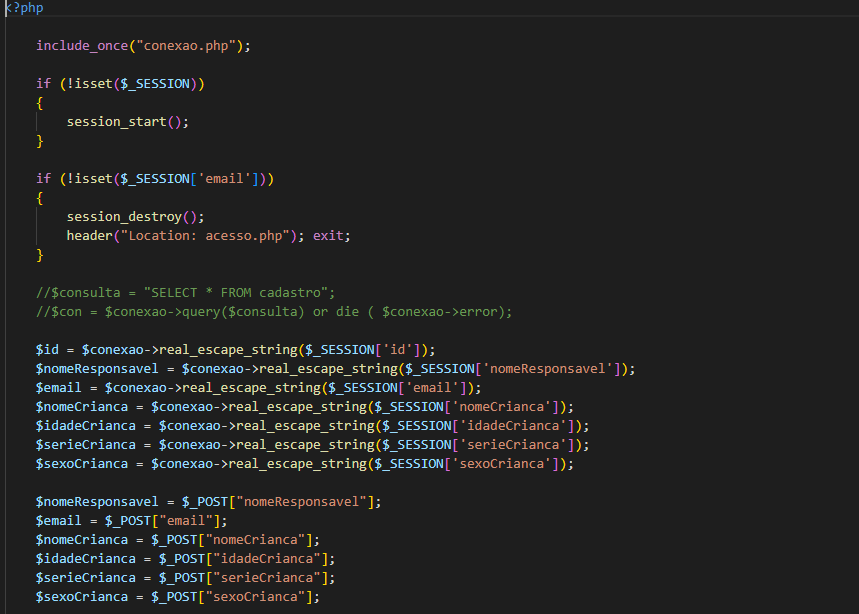 <?php
include_once("conexao.php");
if (!isset($_SESSION))
{
session_start();
}
if (!isset($_SESSION['email']))
{
session_destroy();
header("Location: acesso.php"); exit;
}
//$consulta = "SELECT * FROM cadastro";
//$con = $conexao->query($consulta) or die ( $conexao->error);
$id = $conexao->real_escape_string($_SESSION['id']);
$nomeResponsavel = $conexao->real_escape_string($_SESSION['nomeResponsavel']);
$email = $conexao->real_escape_string($_SESSION['email']);
$nomeCrianca = $conexao->real_escape_string($_SESSION['nomeCrianca']);
$idadeCrianca = $conexao->real_escape_string($_SESSION['idadeCrianca']);
$serieCrianca = $conexao->real_escape_string($_SESSION['serieCrianca']);
$sexoCrianca = $conexao->real_escape_string($_SESSION['sexoCrianca']);
$nomeResponsavel = $_POST["nomeResponsavel"];
$email = $_POST["email"];
$nomeCrianca = $_POST["nomeCrianca"];
$idadeCrianca = $_POST["idadeCrianca"];
$serieCrianca = $_POST["serieCrianca"];
$sexoCrianca = $_POST["sexoCrianca"];